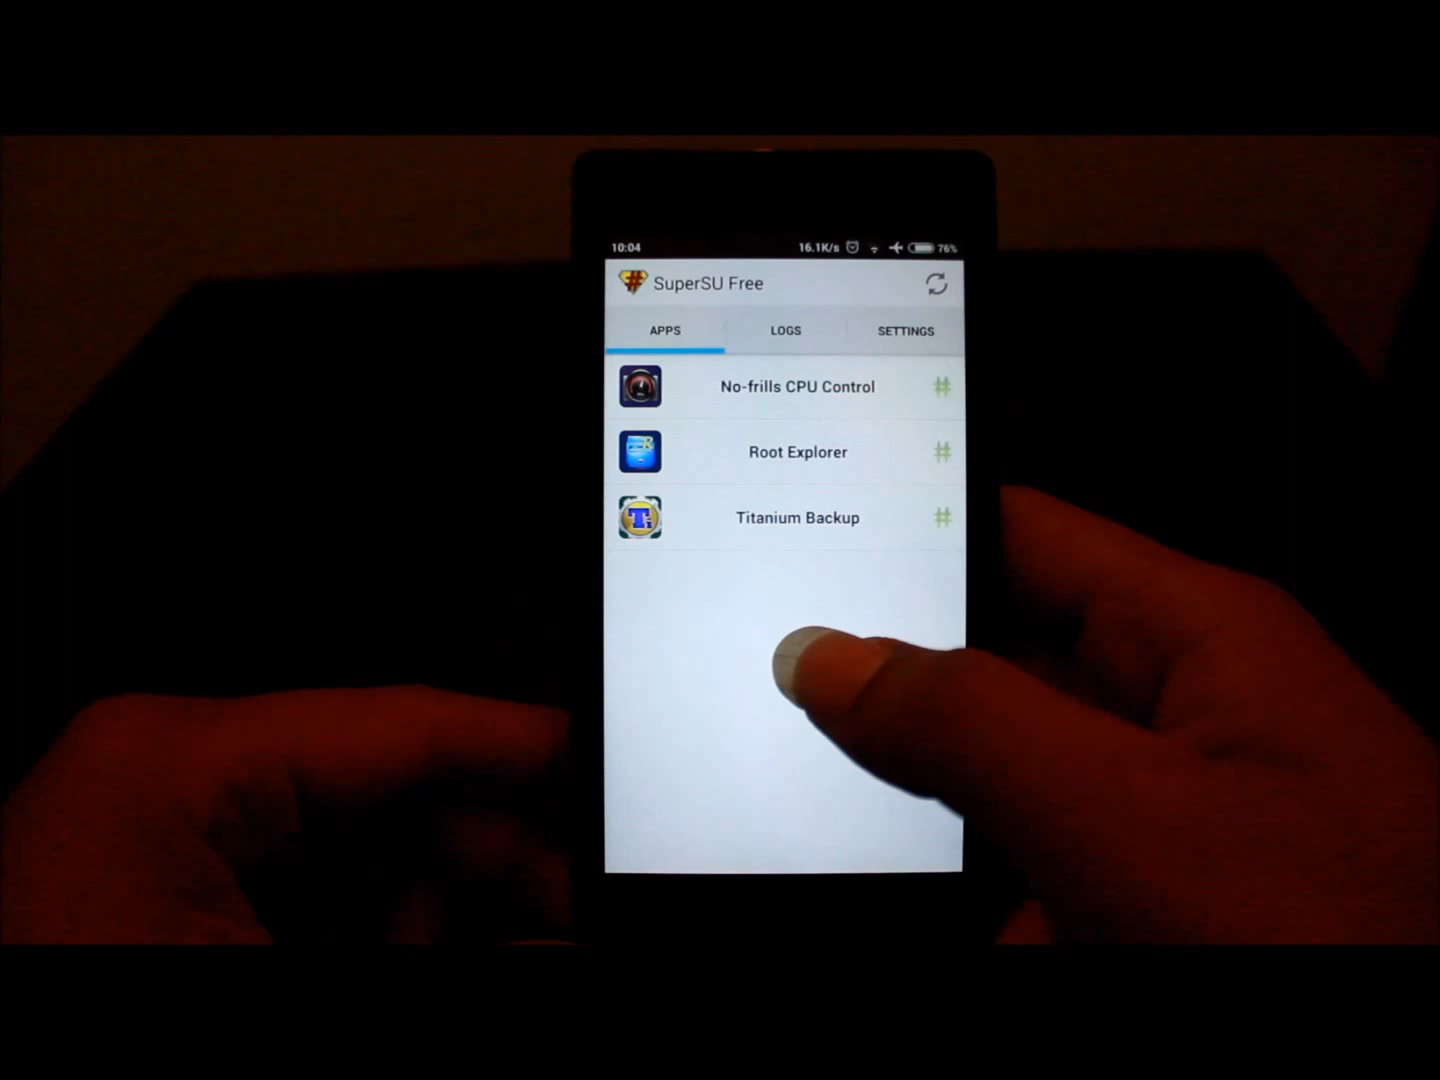 10:04 16.1K/s 76%
SuperSU Free
APPS LOGS SETTINGS
No-frills CPU Control #
Root Explorer #
Titanium Backup #